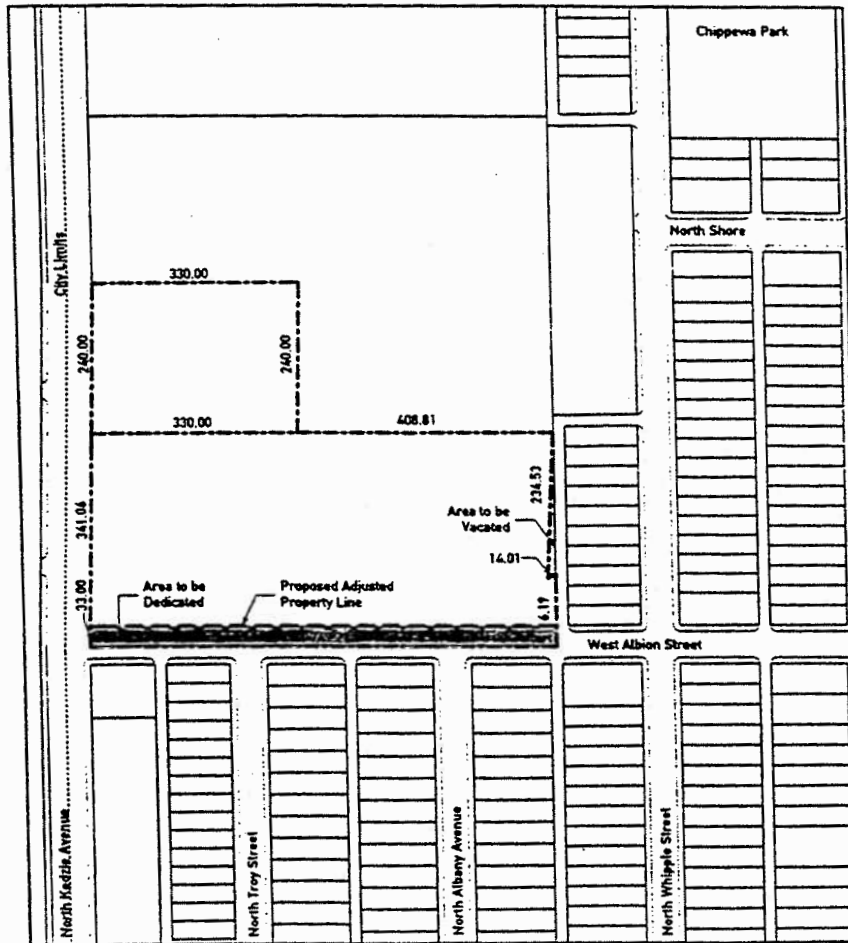 Chippewa Park
North Shore
City Limits
330.00
240.00
240.00
330.00
408.81
341.06
234.53
Area to be
Vacated
14.01
33.00
Area to be
Dedicated
Proposed Adjusted
Property Line
6.19
West Albion Street
North Kedzie Avenue
North Troy Street
North Albany Avenue
North Whipple Street